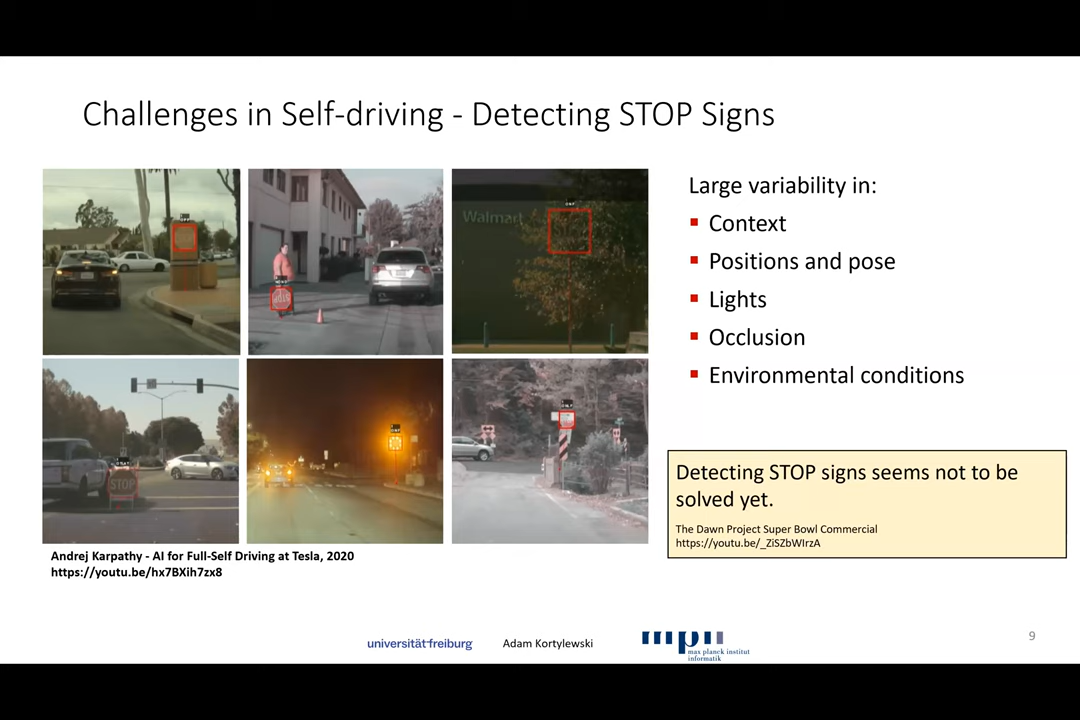 Challenges in Self-driving - Detecting STOP Signs
Walmart
STOP
Andrej Karpathy - AI for Full-Self Driving at Tesla, 2020
https://youtu.be/hx7BXih7zx8
Large variability in:
Context
Positions and pose
Lights
Occlusion
Environmental conditions
Detecting STOP signs seems not to be
solved yet.
The Dawn Project Super Bowl Commercial
https://youtu.be/_ZiSZbWIrzA
universität freiburg
Adam Kortylewski
max planck institut
informatik
9